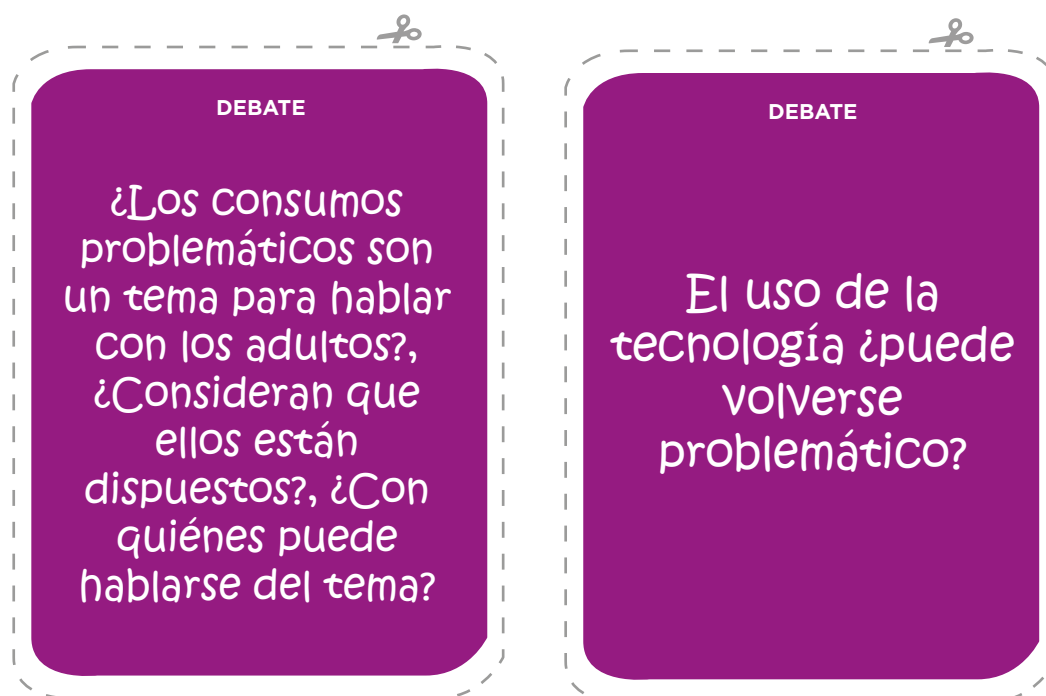 DEBATE
¿Los consumos
problemáticos son
un tema para hablar
con los adultos?,
¿Consideran que
ellos están
dispuestos?, ¿Con
quiénes puede
hablarse del tema?
DEBATE
El uso de la
tecnología ¿puede
volverse
problemático?